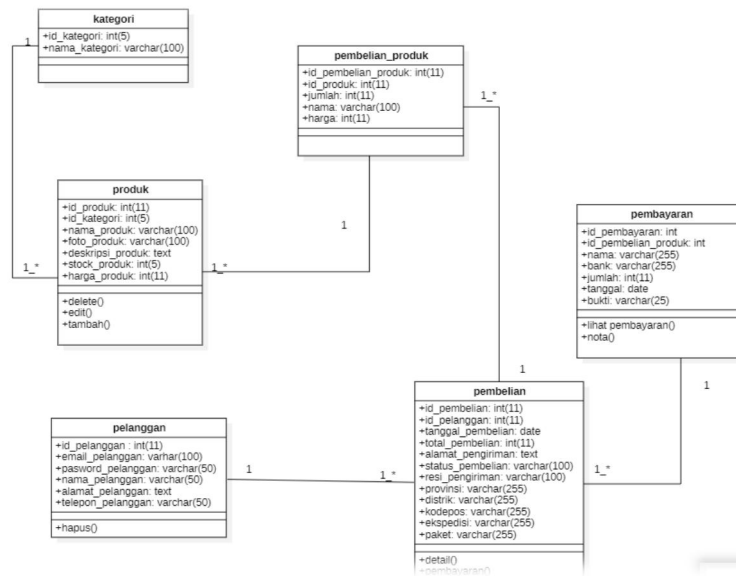 kategori
+id_kategori: int(5)
+nama_kategori: varchar(100)
1
pembelian_produk
+id_pembelian_produk: int(11)
+id_produk: int(11)
+jumlah: int(11)
+nama: varchar(100)
+harga: int(11)
1_*
produk
+id_produk: int(11)
+id_kategori: int(5)
+nama_produk: varchar(100)
+foto_produk: varchar(100)
+deskripsi_produk: text
+stock_produk: int(5)
+harga_produk: int(11)
+delete()
+edit()
+tambah()
1_*
1_*
1
pembayaran
+id_pembayaran: int
+id_pembelian_produk: int
+nama: varchar(255)
+bank: varchar(255)
+jumlah: int(11)
+tanggal: date
+bukti: varchar(25)
+lihat pembayaran()
+nota()
1
1
pembelian
+id_pembelian: int(11)
+id_pelanggan: int(11)
+tanggal_pembelian: date
+total_pembelian: int(11)
+alamat_pengiriman: text
+status_pembelian: varchar(100)
+resi_pengiriman: varchar(100)
+provinsi: varchar(255)
+distrik: varchar(255)
+kodepos: varchar(255)
+ekspedisi: varchar(255)
+paket: varchar(255)
+detail()
+pembayaran()
1_*
1_*
pelanggan
+id_pelanggan : int(11)
+email_pelanggan: varhar(100)
+pasword_pelanggan: varchar(50)
+nama_pelanggan: varchar(50)
+alamat_pelanggan: text
+telepon_pelanggan: varchar(50)
+hapus()
1